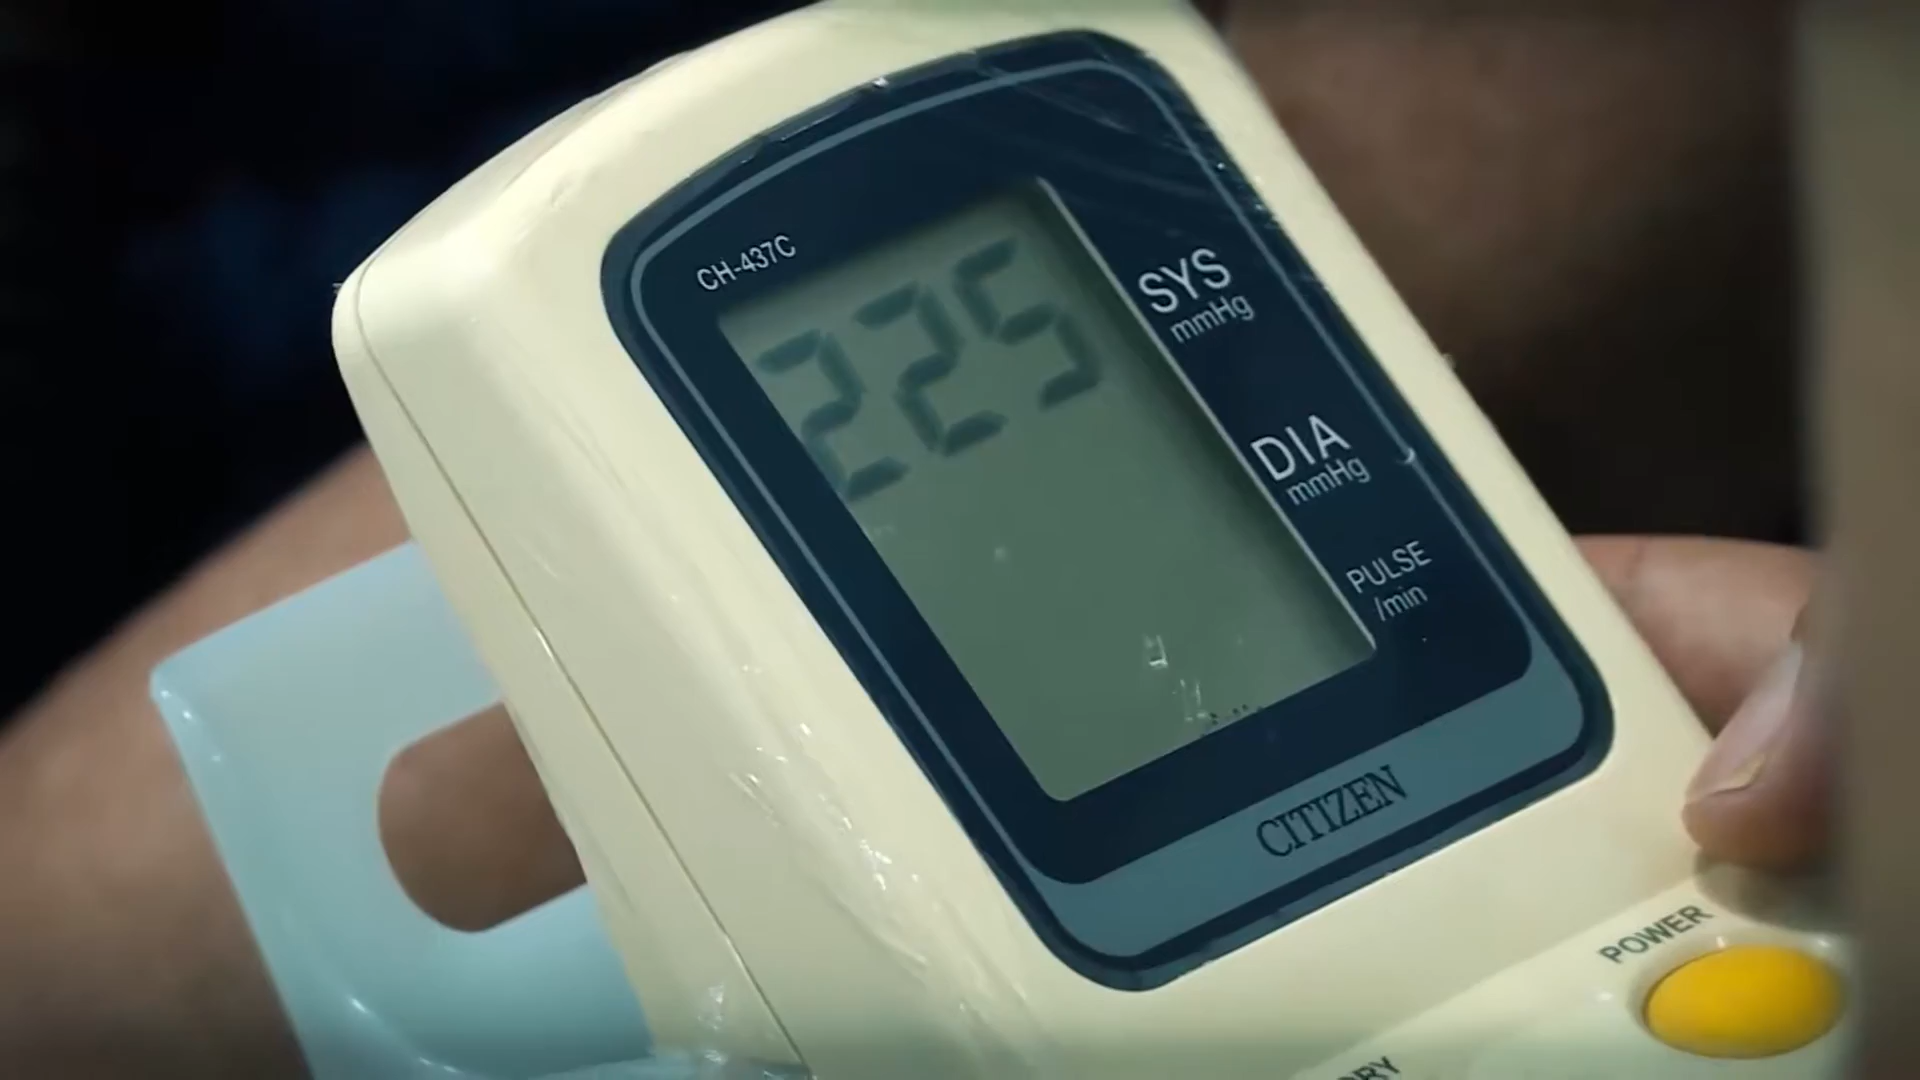 CH-437C
225
SYS
mmHg
DIA
mmHg
PULSE
/min
CITIZEN
POWER